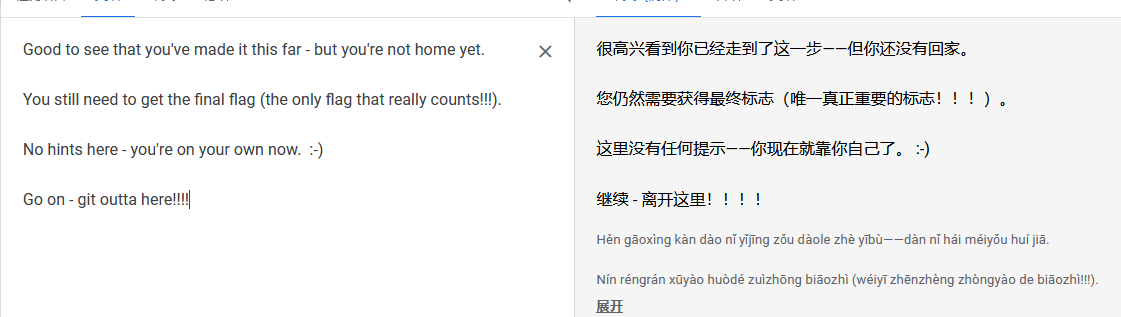 Good to see that you've made it this far - but you're not home yet.
You still need to get the final flag (the only flag that really counts!!!).
No hints here - you're on your own now.  :-)
Go on - git outta here!!!!
很高兴看到你已经走到了这一步——但你还没有回家。
您仍然需要获得最终标志（唯一真正重要的标志！！！）。
这里没有任何提示——你现在就靠你自己了。 :-)
继续 - 离开这里！！！！
Hěn gāoxìng kàn dào nǐ yǐjīng zǒu dàole zhè yībù——dàn nǐ hái méiyǒu huí jiā.
Nín réngrán xūyào huòdé zuìzhōng biāozhì (wéiyī zhēnzhèng zhòngyào de biāozhì!!!).
展开